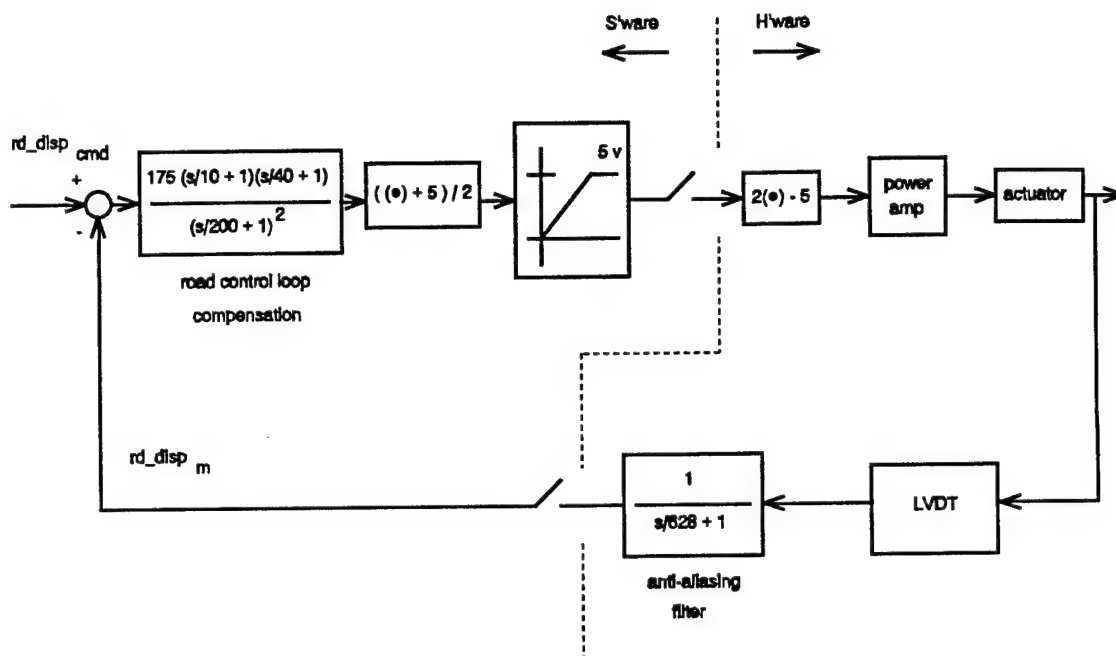 S'ware
H'ware
rd_disp cmd
+
-
175 (s/10 + 1)(s/40 + 1)
(s/200 + 1)^2
road control loop
compensation
((•) + 5) / 2
5 v
2(•) - 5
power
amp
actuator
rd_disp m
1
s/628 + 1
anti-aliasing
filter
LVDT